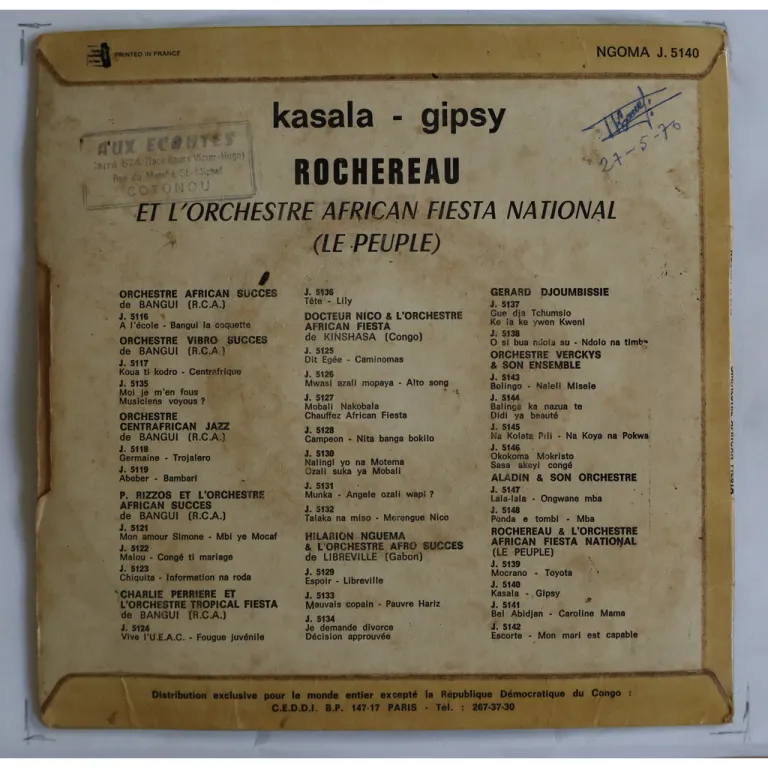 PRINTED IN FRANCE
NGOMA J. 5140
kasala - gipsy
AUX ECOUTES
COTONOU
27-5-76
ROCHEREAU
ET L'ORCHESTRE AFRICAN FIESTA NATIONAL
(LE PEUPLE)
ORCHESTRE AFRICAN SUCCES
de BANGUI (R.C.A.)
J. 5116
A l'école - Bangui la coquette
ORCHESTRE VIBRO SUCCES
de BANGUI (R.C.A.)
J. 5117
Koua ti kodro - Centrafrique
J. 5135
Moi je m'en fous
Musiciens voyous ?
ORCHESTRE
CENTRAFRICAN JAZZ
de BANGUI (R.C.A.)
J. 5118
Germaine - Trojalero
J. 5119
Abeber - Bambari
P. RIZZOS ET L'ORCHESTRE
AFRICAN SUCCES
de BANGUI (R.C.A.)
J. 5121
Mon amour Simone - Mbi ye Mocaf
J. 5122
Malou - Congé ti mariage
J. 5123
Chiquita - Information na roda
CHARLIE PERRIERE ET
L'ORCHESTRE TROPICAL FIESTA
de BANGUI (R.C.A.)
J. 5124
Vive l'U.E.A.C. - Fougue juvénile
J. 5136
Tête - Lily
DOCTEUR NICO & L'ORCHESTRE
AFRICAN FIESTA
de KINSHASA (Congo)
J. 5125
Dit Egée - Caminomas
J. 5126
Mwasi azali mopaya - Alto song
J. 5127
Mobali Nakobala
Chauffez African Fiesta
J. 5128
Campeon - Nita banga bokilo
J. 5130
Nalingi yo na Motema
Ozali suka ya Mobali
J. 5131
Munka - Angele ozali wapi ?
J. 5132
Talaka na miso - Merengue Nico
HILARION NGUEMA
& L'ORCHESTRE AFRO SUCCES
de LIBREVILLE (Gabon)
J. 5129
Espoir - Libreville
J. 5133
Mauvais copain - Pauvre Hariz
J. 5134
Je demande divorce
Décision approuvée
GERARD DJOUMBISSIE
J. 5137
Gue dja Tchumsio
Ke la ke ywen Kweni
J. 5138
O si bua ndola su - Ndolo na timba
ORCHESTRE VERCKYS
& SON ENSEMBLE
J. 5143
Bolingo - Naleli Misele
J. 5144
Balinga ka nazua te
Didi ya beauté
J. 5145
Na Kolata Pili - Na Koya na Pokwa
J. 5146
Okokoma Mokristo
Sasa akeyi congé
ALADIN & SON ORCHESTRE
J. 5147
Lala-lala - Ongwane mba
J. 5148
Ponda e tombi - Mba
ROCHEREAU & L'ORCHESTRE
AFRICAN FIESTA NATIONAL
(LE PEUPLE)
J. 5139
Mocrano - Toyota
J. 5140
Kasala - Gipsy
J. 5141
Bel Abidjan - Caroline Mama
J. 5142
Escorte - Mon mari est capable
Distribution exclusive pour le monde entier excepté la République Démocratique du Congo :
C.E.D.D.I. B.P. 147-17 PARIS - Tél. : 267-37-30